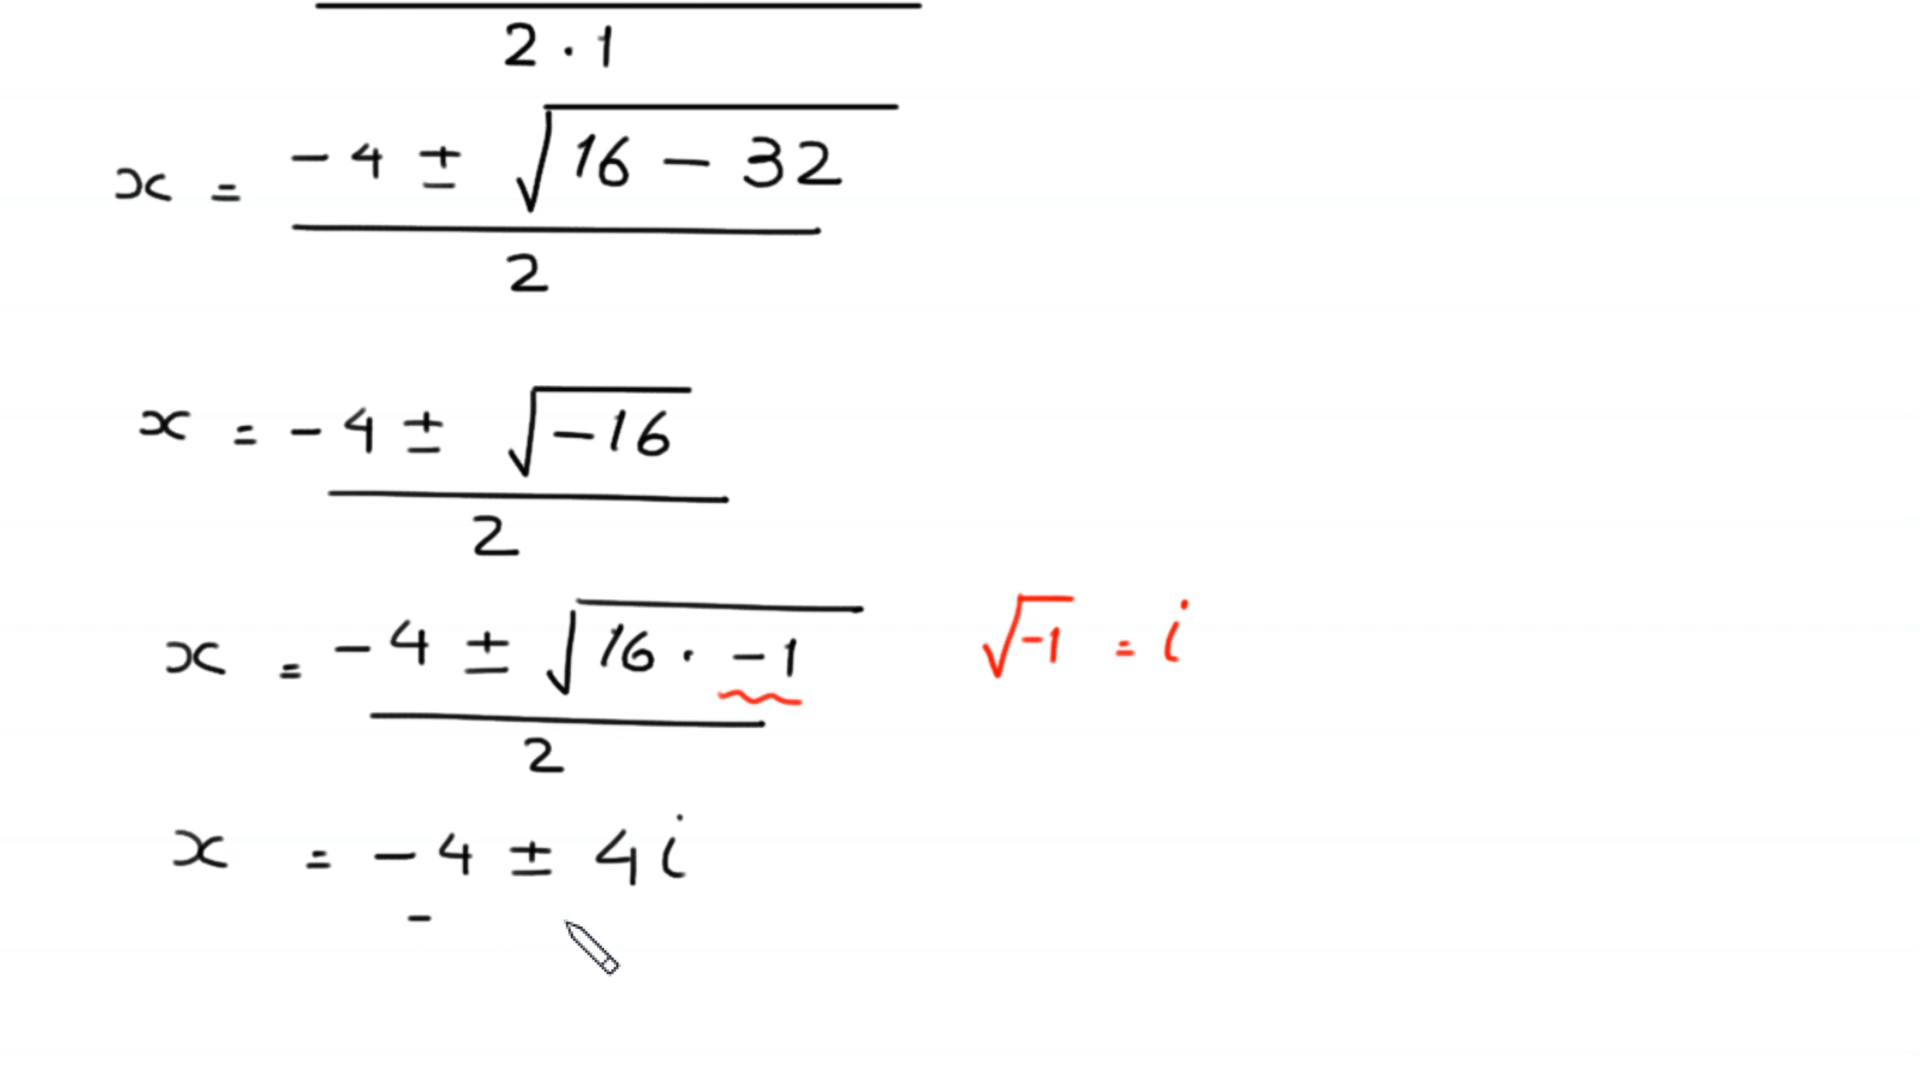 2 · 1
x = -4 ± √16 - 32
2
x = -4 ± √-16
2
x = -4 ± √16 · -1
2
√-1 = i
x = -4 ± 4i
-